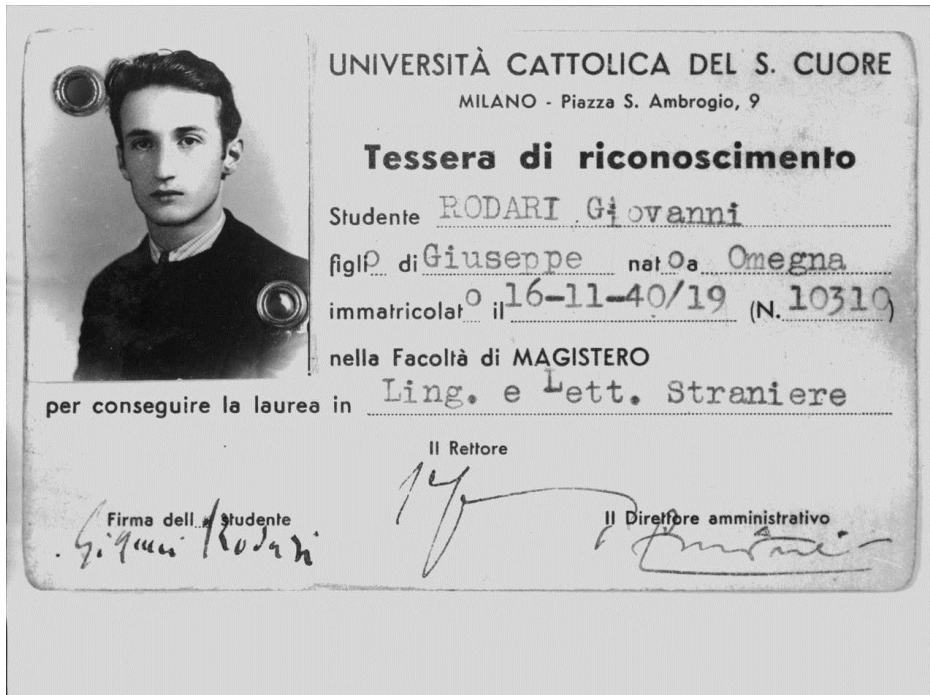 UNIVERSITÀ CATTOLICA DEL S. CUORE
MILANO - Piazza S. Ambrogio, 9
Tessera di riconoscimento
Studente RODARI Giovanni
figlio di Giuseppe nato a Omegna
immatricolato il 16-11-40/19 (N. 10310)
nella Facoltà di MAGISTERO
per conseguire la laurea in Ling. e Lett. Straniere
Il Rettore
Firma dello studente
Il Direttore amministrativo
Gianni Rodari